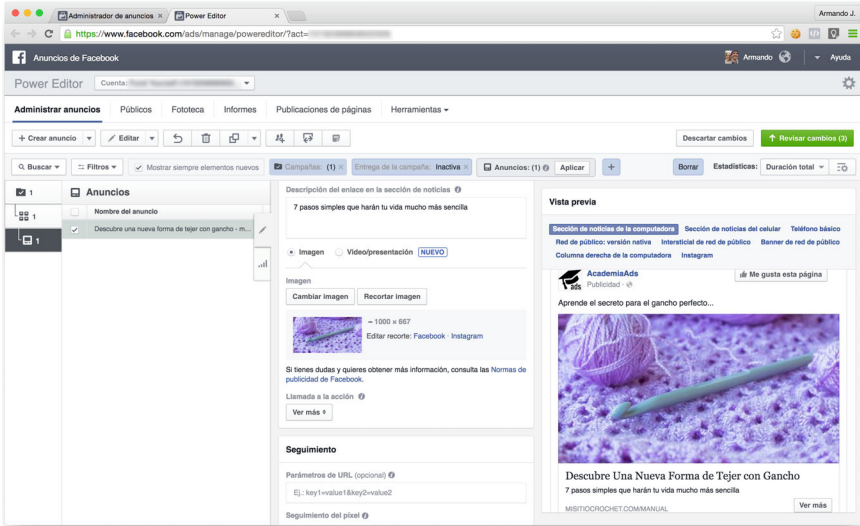 Administrador de anuncios
Power Editor
Armando J.
https://www.facebook.com/ads/manage/powereditor/?act=
Anuncios de Facebook
Armando
Ayuda
Power Editor
Cuenta:
Administrar anuncios
Públicos
Fototeca
Informes
Publicaciones de páginas
Herramientas
+ Crear anuncio
Editar
Descartar cambios
Revisar cambios (3)
Buscar
Filtros
Mostrar siempre elementos nuevos
Campañas: (1) ×
Entrega de la campaña: Inactiva ×
Anuncios: (1)
Aplicar
+
Borrar
Estadísticas:
Duración total
1
1
1
Anuncios
Nombre del anuncio
Descubre una nueva forma de tejer con gancho - m...
Descripción del enlace en la sección de noticias
7 pasos simples que harán tu vida mucho más sencilla
Imagen
Video/presentación
NUEVO
Imagen
Cambiar imagen
Recortar imagen
– 1000 × 667
Editar recorte: Facebook · Instagram
Si tienes dudas y quieres obtener más información, consulta las Normas de
publicidad de Facebook.
Llamada a la acción
Ver más
Seguimiento
Parámetros de URL (opcional)
Ej.: key1=value1&key2=value2
Seguimiento del píxel
Vista previa
Sección de noticias de la computadora
Sección de noticias del celular
Teléfono básico
Red de público: versión nativa
Intersticial de red de público
Banner de red de público
Columna derecha de la computadora
Instagram
ads
AcademiaAds
Publicidad ·
Me gusta esta página
Aprende el secreto para el gancho perfecto...
Descubre Una Nueva Forma de Tejer con Gancho
7 pasos simples que harán tu vida mucho más sencilla
MISITIOCROCHET.COM/MANUAL
Ver más